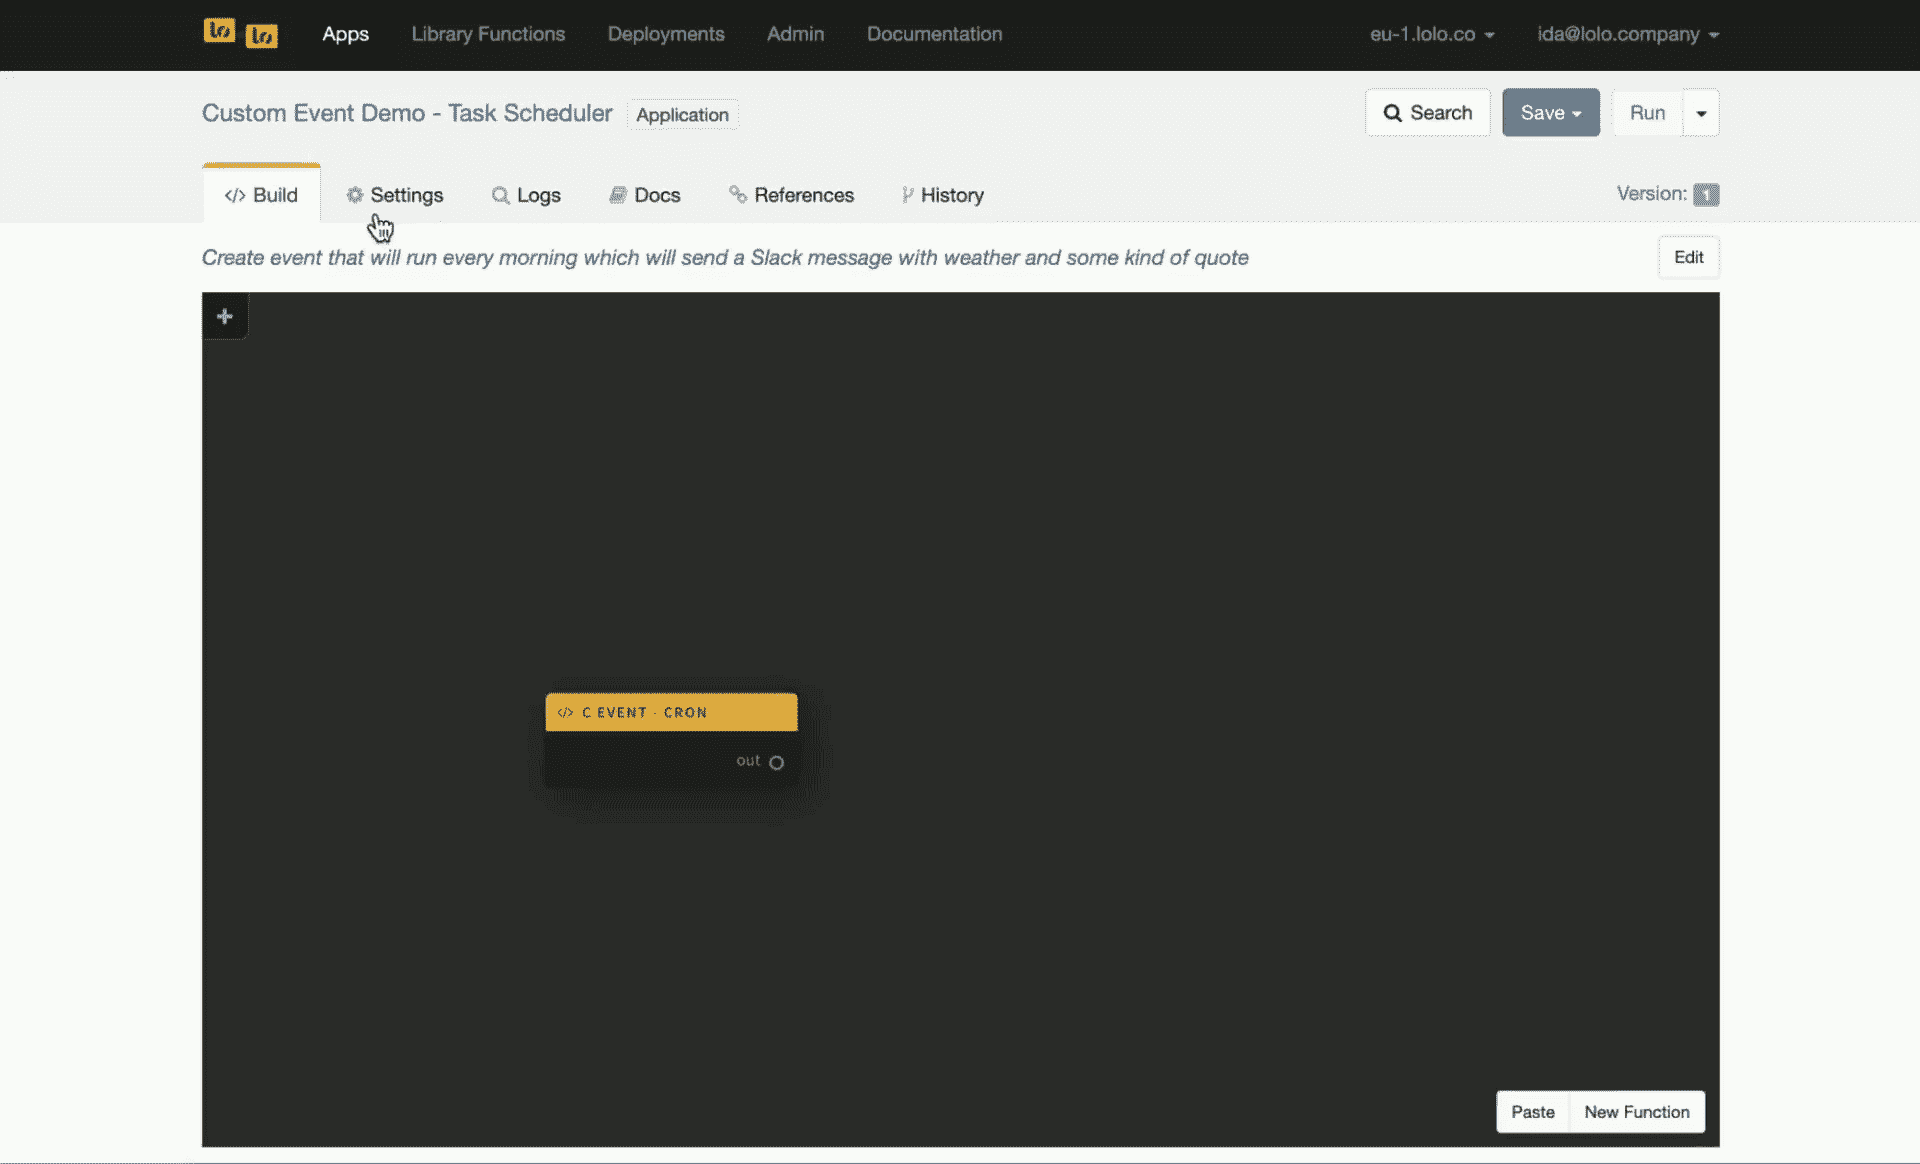 lo lo Apps Library Functions Deployments Admin Documentation eu-1.lolo.co ida@lolo.company
Custom Event Demo - Task Scheduler Application Search Save Run
</> Build Settings Logs Docs References History Version: 1
Create event that will run every morning which will send a Slack message with weather and some kind of quote Edit
+
</> C EVENT - CRON
out
Paste New Function